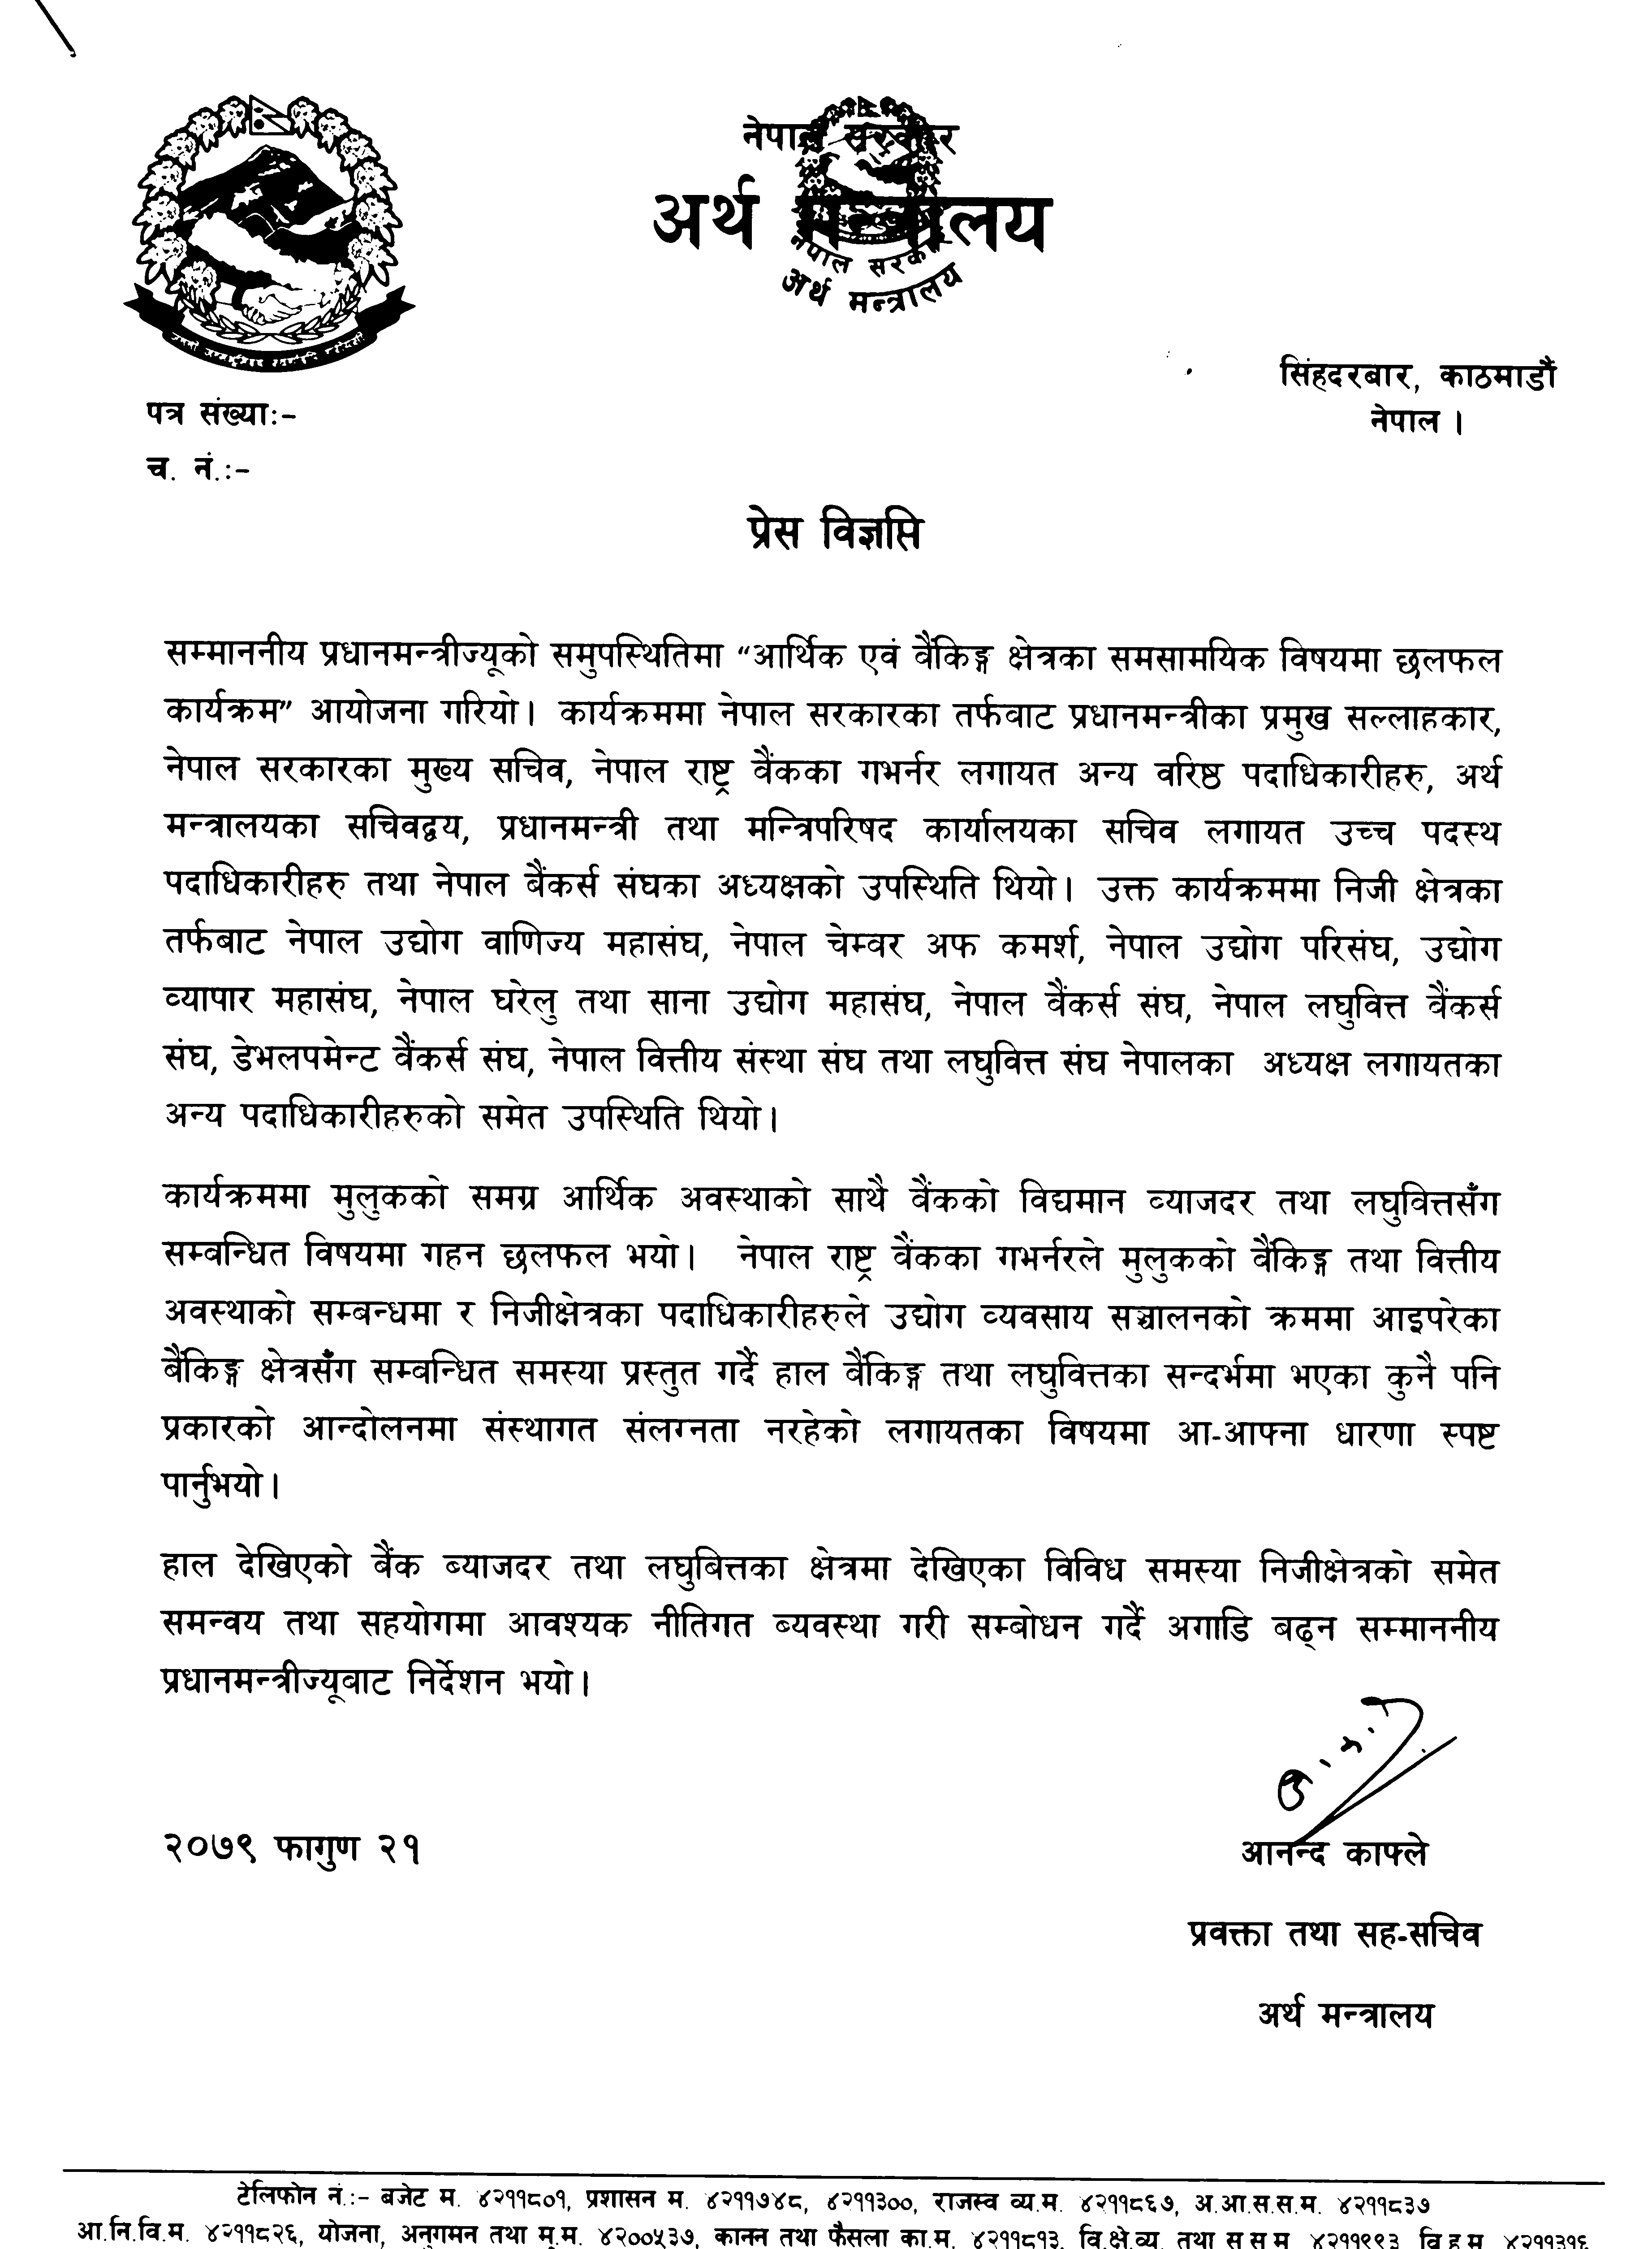 नेपाल सरकार
अर्थ मन्त्रालय
नेपाल सरकार
अर्थ मन्त्रालय
सिंहदरबार, काठमाडौं
नेपाल ।
पत्र संख्याः-
च. नं.:-
प्रेस विज्ञप्ति
सम्माननीय प्रधानमन्त्रीज्यूको समुपस्थितिमा “आर्थिक एवं बैंकिङ्ग क्षेत्रका समसामयिक विषयमा छलफल
कार्यक्रम” आयोजना गरियो। कार्यक्रममा नेपाल सरकारका तर्फवाट प्रधानमन्त्रीका प्रमुख सल्लाहकार,
नेपाल सरकारका मुख्य सचिव, नेपाल राष्ट्र वैंकका गभर्नर लगायत अन्य वरिष्ठ पदाधिकारीहरु, अर्थ
मन्त्रालयका सचिवद्वय, प्रधानमन्त्री तथा मन्त्रिपरिषद कार्यालयका सचिव लगायत उच्च पदस्थ
पदाधिकारीहरु तथा नेपाल बैंकर्स संघका अध्यक्षको उपस्थिति थियो। उक्त कार्यक्रममा निजी क्षेत्रका
तर्फबाट नेपाल उद्योग वाणिज्य महासंघ, नेपाल चेम्वर अफ कमर्श, नेपाल उद्योग परिसंघ, उद्योग
व्यापार महासंघ, नेपाल घरेलु तथा साना उद्योग महासंघ, नेपाल वैंकर्स संघ, नेपाल लघुवित्त बैंकर्स
संघ, डेभलपमेन्ट वैंकर्स संघ, नेपाल वित्तीय संस्था संघ तथा लघुवित्त संघ नेपालका अध्यक्ष लगायतका
अन्य पदाधिकारीहरुको समेत उपस्थिति थियो।
कार्यक्रममा मुलुकको समग्र आर्थिक अवस्थाको साथै बैंकको विद्यमान ब्याजदर तथा लघुवित्तसँग
सम्वन्धित विषयमा गहन छलफल भयो। नेपाल राष्ट्र वैंकका गभर्नरले मुलुकको बैंकिङ्ग तथा वित्तीय
अवस्थाको सम्बन्धमा र निजीक्षेत्रका पदाधिकारीहरुले उद्योग व्यवसाय सञ्चालनको क्रममा आइपरेका
बैंकिङ्ग क्षेत्रसँग सम्वन्धित समस्या प्रस्तुत गर्दै हाल बैंकिङ्ग तथा लघुवित्तका सन्दर्भमा भएका कुनै पनि
प्रकारको आन्दोलनमा संस्थागत संलग्नता नरहेको लगायतका विषयमा आ-आफ्ना धारणा स्पष्ट
पार्नुभयो।
हाल देखिएको बैंक ब्याजदर तथा लघुबित्तका क्षेत्रमा देखिएका विविध समस्या निजीक्षेत्रको समेत
समन्वय तथा सहयोगमा आवश्यक नीतिगत ब्यवस्था गरी सम्बोधन गर्दै अगाडि बढ्न सम्माननीय
प्रधानमन्त्रीज्यूबाट निर्देशन भयो।
२०७९ फागुण २१
आनन्द काफ्ले
प्रवक्ता तथा सह-सचिव
अर्थ मन्त्रालय
टेलिफोन नं.:- बजेट म. ४२११८०१, प्रशासन म. ४२११७४८, ४२११३००, राजस्व व्य.म. ४२११८६७, अ.आ.स.स.म. ४२११८३७
आ.नि.वि.म. ४२११८२६, योजना, अनुगमन तथा मू.म. ४२००५३७, कानून तथा फैसला का.म. ४२११८१३, वि.क्षे.व्य. तथा स.स.म. ४२११९९३, वि.ह.म. ४२११३१६